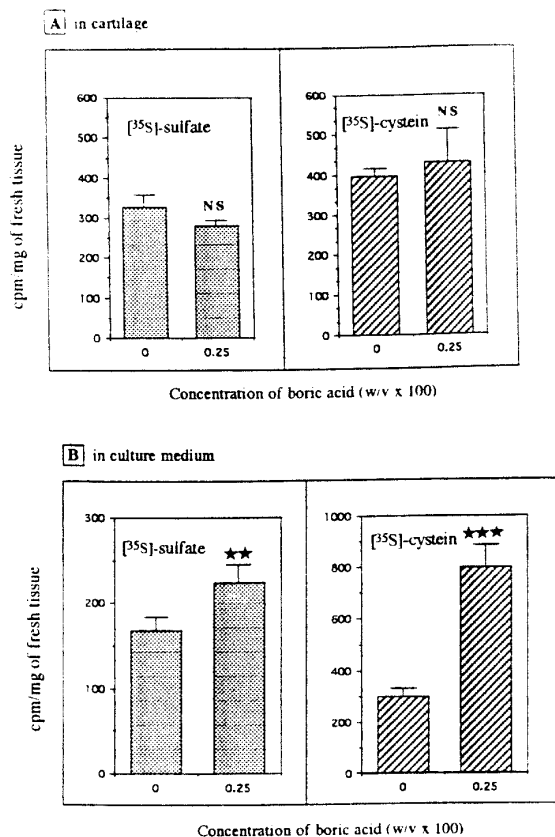 A in cartilage
[35S]-sulfate
[35S]-cystein
NS
NS
cpm/mg of fresh tissue
600
500
400
300
200
100
0
600
500
400
300
200
100
0
0
0.25
0
0.25
Concentration of boric acid (w/v x 100)
B in culture medium
[35S]-sulfate
★★
[35S]-cystein
★★★
cpm/mg of fresh tissue
300
200
100
0
1000
800
600
400
200
0
0
0.25
0
0.25
Concentration of boric acid (w/v x 100)